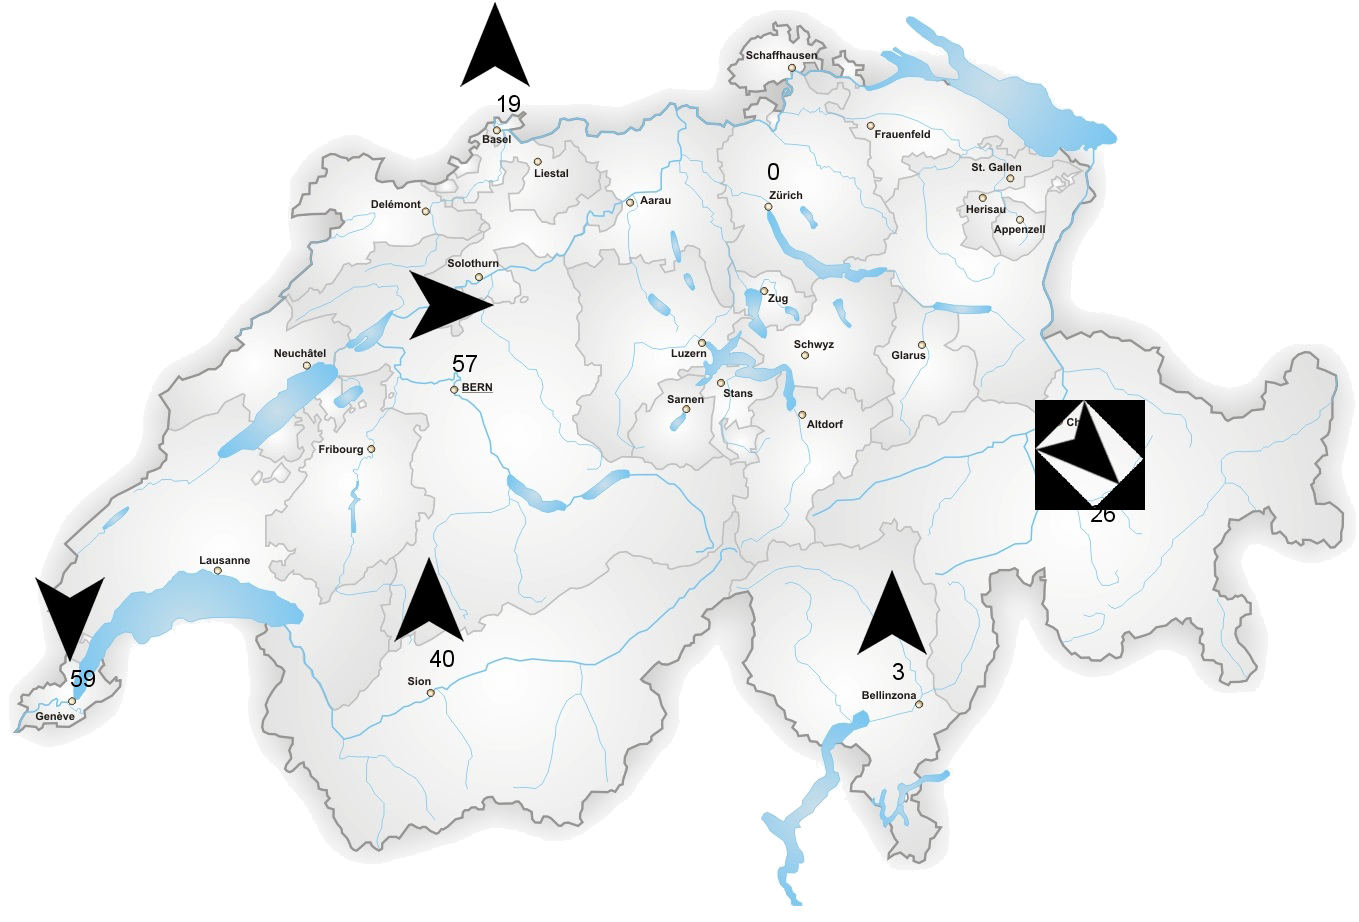 Schaffhausen
19
Basel
Frauenfeld
Liestal
0
St. Gallen
Zürich
Delémont
Aarau
Herisau
Appenzell
Solothurn
Zug
Neuchâtel
Luzern
Schwyz
Glarus
57
BERN
Stans
Sarnen
Altdorf
Ch
Fribourg
26
Lausanne
40
Sion
3
Bellinzona
59
Genève